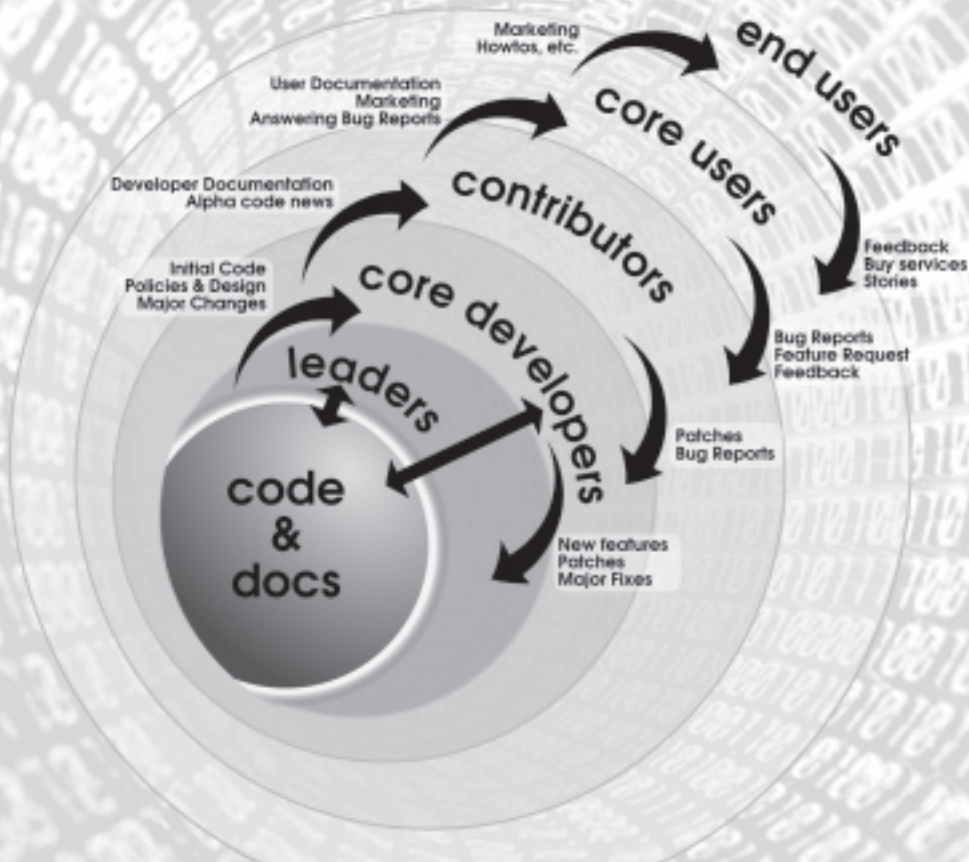 Marketing
Howtos, etc.
end users
User Documentation
Marketing
Answering Bug Reports
core users
Developer Documentation
Alpha code news
contributors
Feedback
Buy services
Stories
Initial Code
Policies & Design
Major Changes
core developers
Bug Reports
Feature Request
Feedback
leaders
Patches
Bug Reports
code
&
docs
New features
Patches
Major Fixes